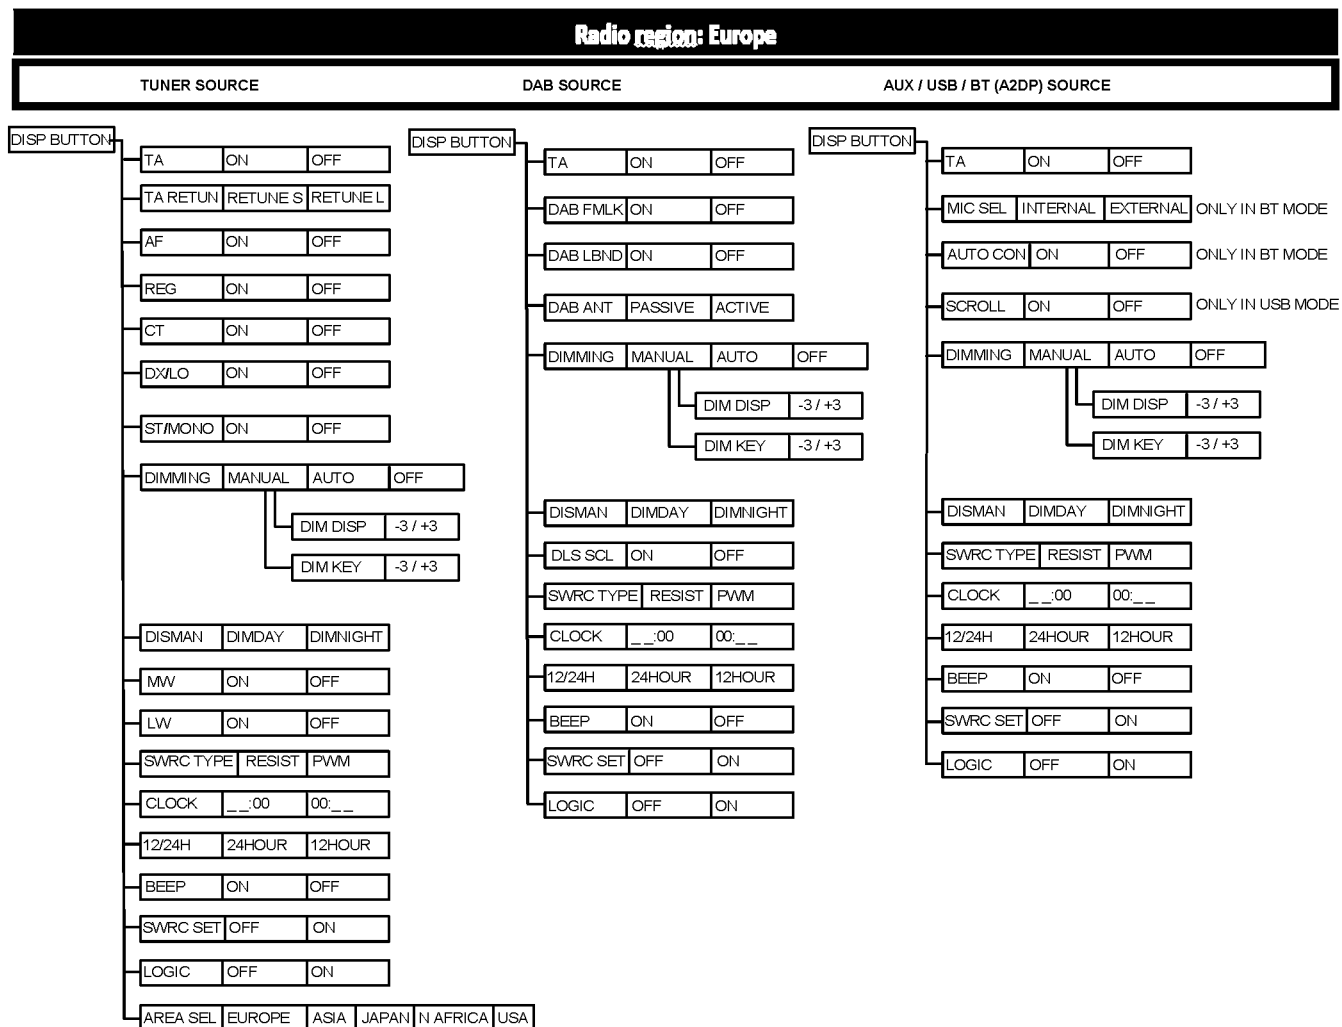 Radio region: Europe
TUNER SOURCE DAB SOURCE AUX / USB / BT (A2DP) SOURCE
DISP BUTTON
TA ON OFF
TA RETUN RETUNE S RETUNE L
AF ON OFF
REG ON OFF
CT ON OFF
DX/LO ON OFF
ST/MONO ON OFF
DIMMING MANUAL AUTO OFF
DIM DISP -3 / +3
DIM KEY -3 / +3
DISMAN DIMDAY DIMNIGHT
MW ON OFF
LW ON OFF
SWRC TYPE RESIST PWM
CLOCK _ _:00 00:_ _
12/24H 24HOUR 12HOUR
BEEP ON OFF
SWRC SET OFF ON
LOGIC OFF ON
AREA SEL EUROPE ASIA JAPAN N AFRICA USA
DISP BUTTON
TA ON OFF
DAB FMLK ON OFF
DAB LBND ON OFF
DAB ANT PASSIVE ACTIVE
DIMMING MANUAL AUTO OFF
DIM DISP -3 / +3
DIM KEY -3 / +3
DISMAN DIMDAY DIMNIGHT
DLS SCL ON OFF
SWRC TYPE RESIST PWM
CLOCK _ _:00 00:_ _
12/24H 24HOUR 12HOUR
BEEP ON OFF
SWRC SET OFF ON
LOGIC OFF ON
DISP BUTTON
TA ON OFF
MIC SEL INTERNAL EXTERNAL ONLY IN BT MODE
AUTO CON ON OFF ONLY IN BT MODE
SCROLL ON OFF ONLY IN USB MODE
DIMMING MANUAL AUTO OFF
DIM DISP -3 / +3
DIM KEY -3 / +3
DISMAN DIMDAY DIMNIGHT
SWRC TYPE RESIST PWM
CLOCK _ _:00 00:_ _
12/24H 24HOUR 12HOUR
BEEP ON OFF
SWRC SET OFF ON
LOGIC OFF ON